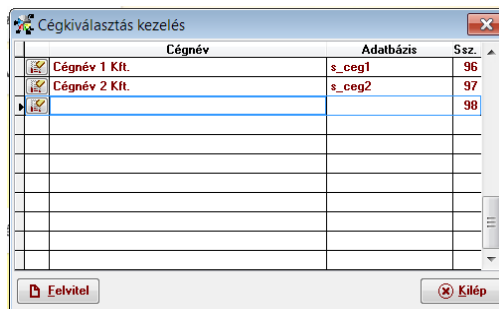 Cégkiválasztás kezelés
Cégnév Adatbázis Ssz.
Cégnév 1 Kft. s_ceg1 96
Cégnév 2 Kft. s_ceg2 97
98
Felvitel Kilép